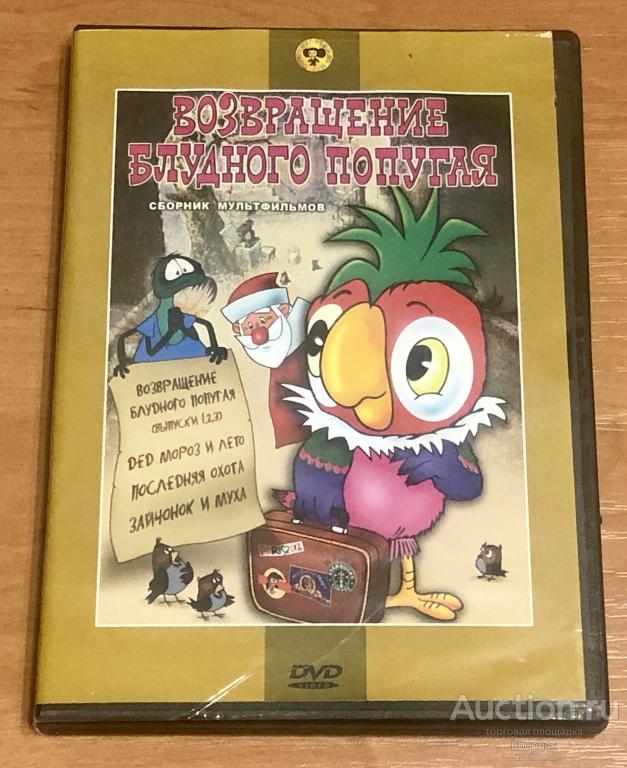 ВОЗВРАЩЕНИЕ
БЛУДНОГО ПОПУГАЯ
СБОРНИК МУЛЬТФИЛЬМОВ
ВОЗВРАЩЕНИЕ
БЛУДНОГО ПОПУГАЯ
(ВЫПУСКИ 1,2,3)
DЕD МОРОЗ И ЛЕТО
ПОСЛЕДНЯЯ ОХОТА
ЗАЙЧОНОК И МУХА
DVD
VIDEO
Auction.ru
торговая площадка